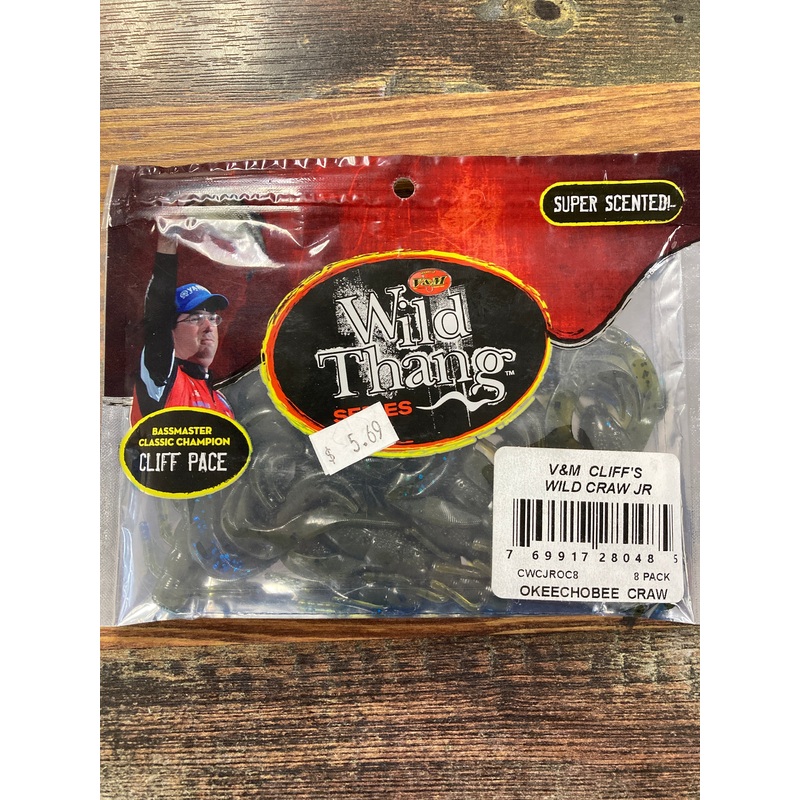 SUPER SCENTED!
V&M
Wild
Thang™
SERIES
$ 5.69
BASSMASTER
CLASSIC CHAMPION
CLIFF PACE
V&M CLIFF'S
WILD CRAW JR
7 69917 28048 5
CWCJROC8 8 PACK
OKEECHOBEE CRAW